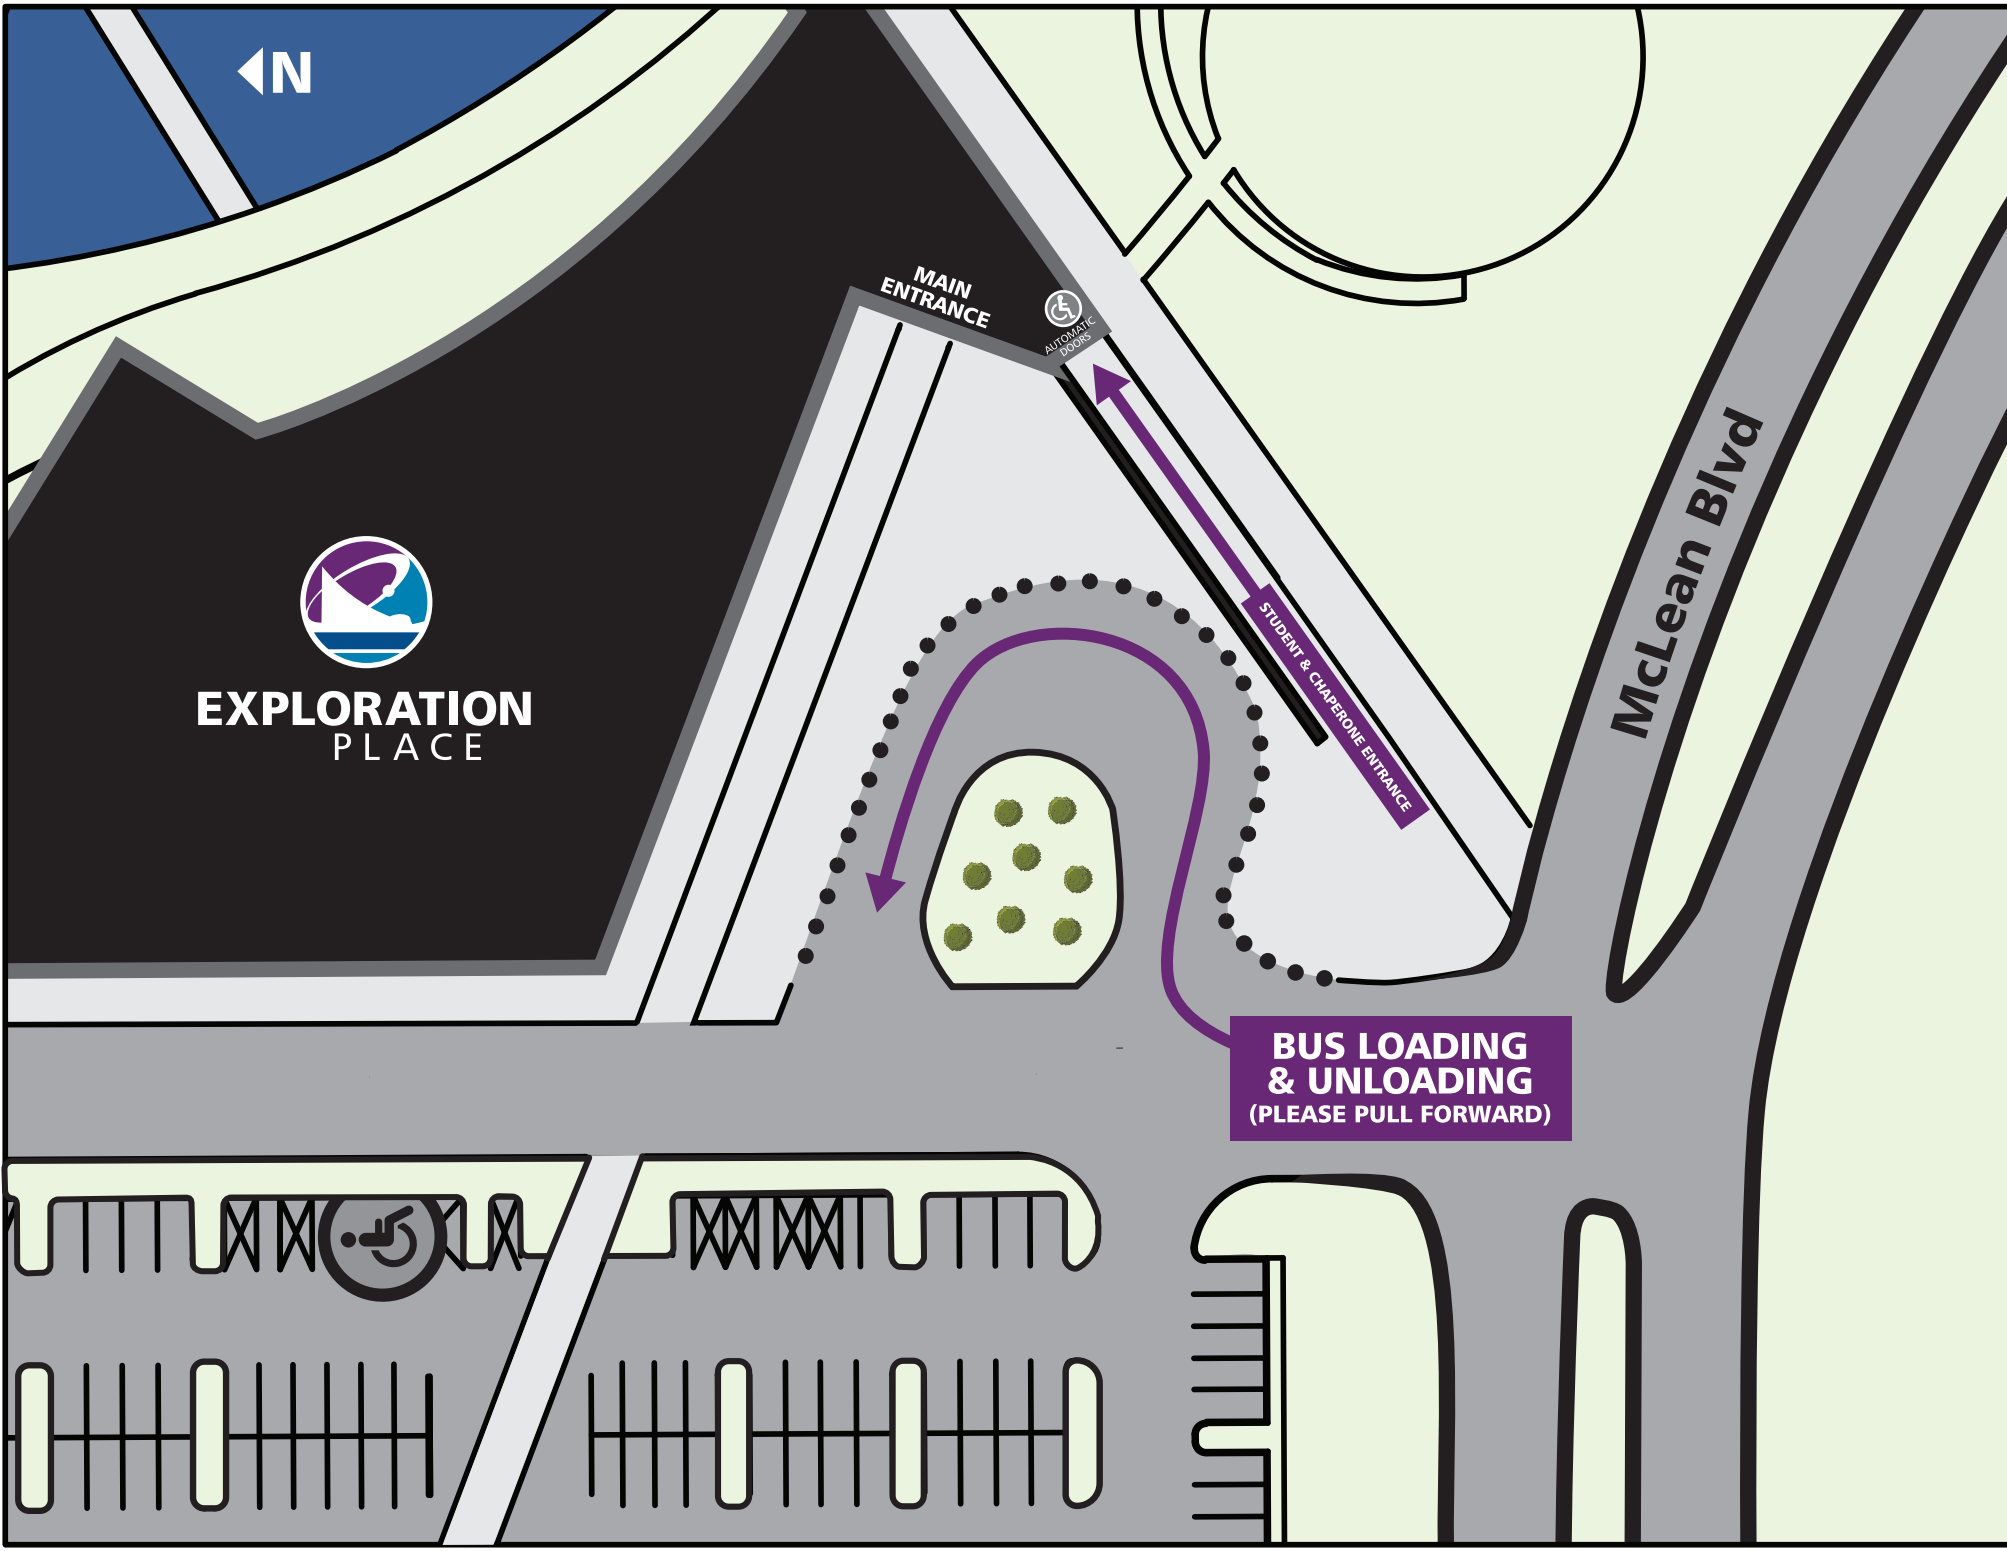 N
MAIN
ENTRANCE
AUTOMATIC
DOORS
McLean Blvd
EXPLORATION
PLACE
STUDENT & CHAPERONE ENTRANCE
BUS LOADING
& UNLOADING
(PLEASE PULL FORWARD)